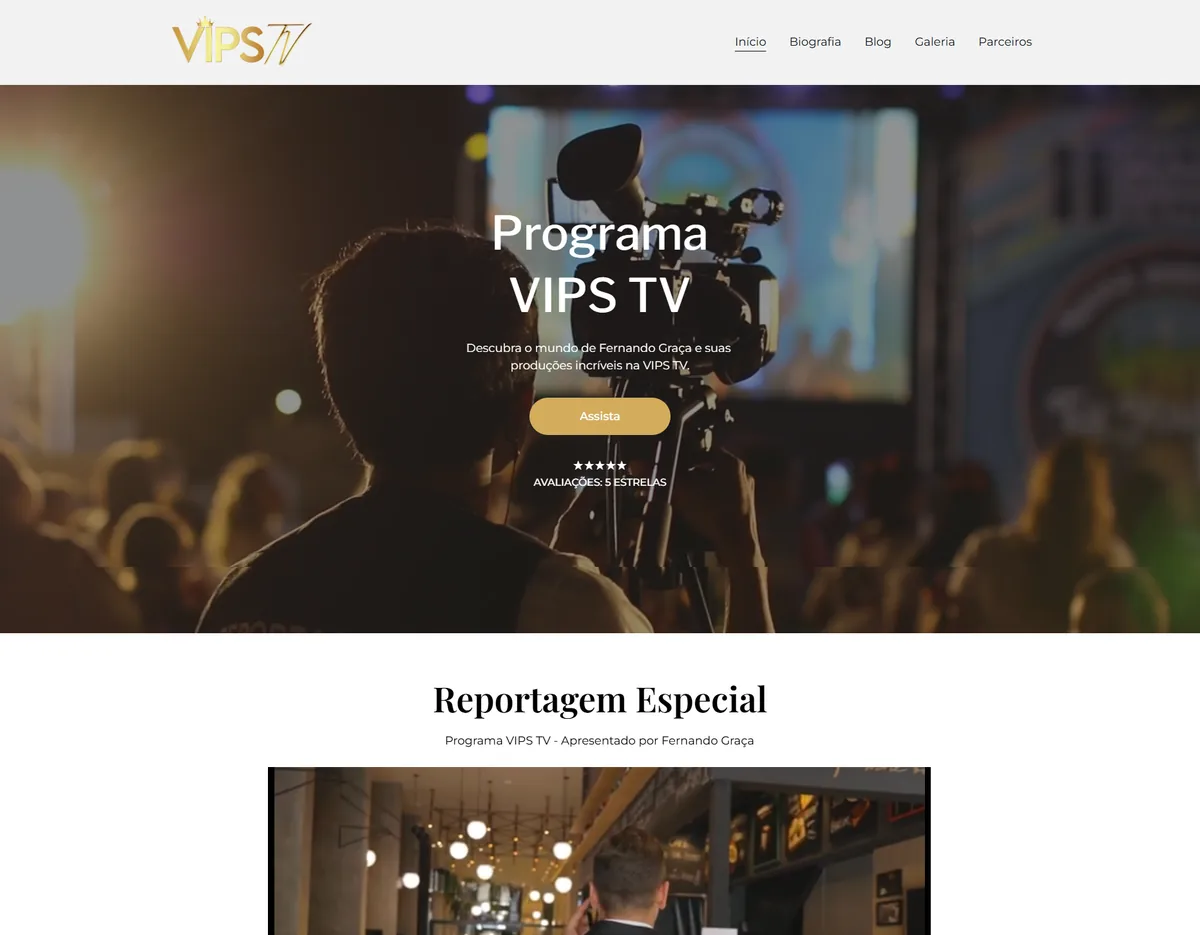 VIPS TV
Início Biografia Blog Galeria Parceiros
Programa
VIPS TV
Descubra o mundo de Fernando Graça e suas
produções incríveis na VIPS TV.
Assista
★★★★★
AVALIAÇÕES: 5 ESTRELAS
Reportagem Especial
Programa VIPS TV - Apresentado por Fernando Graça